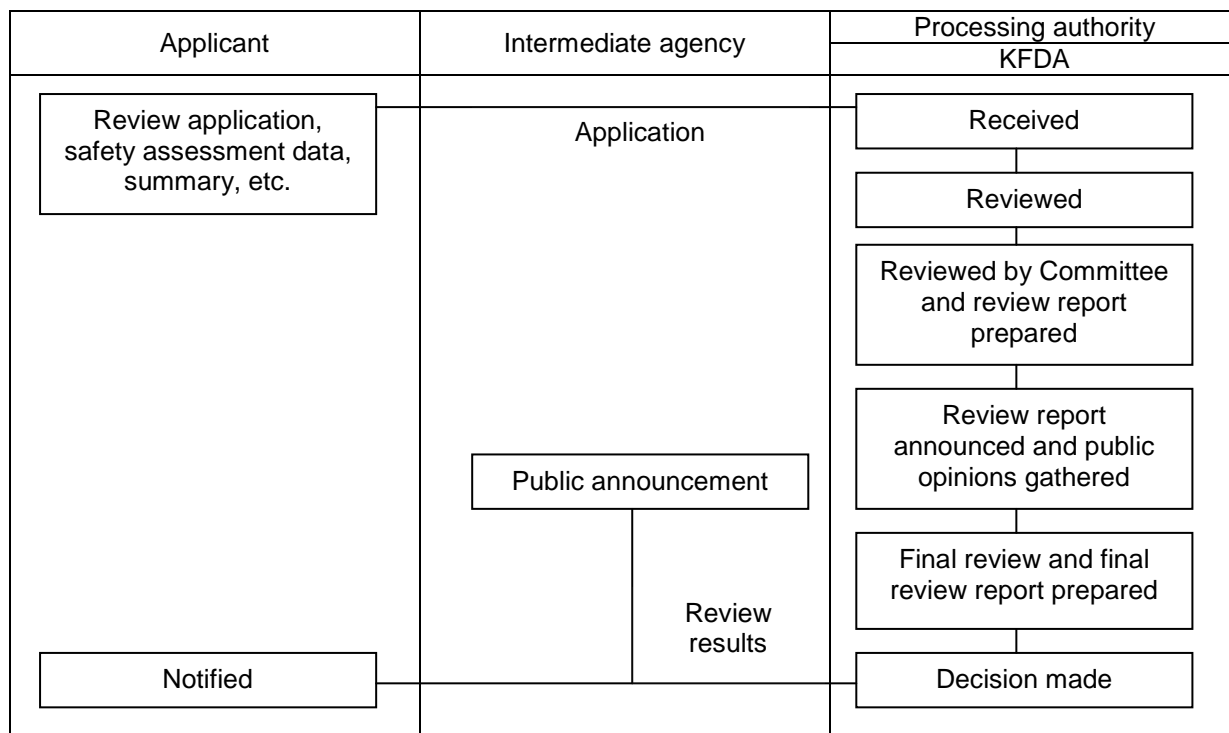 Applicant
Intermediate agency
Processing authority
KFDA
Review application,
safety assessment data,
summary, etc.
Application
Received
Reviewed
Reviewed by Committee
and review report
prepared
Review report
announced and public
opinions gathered
Public announcement
Final review and final
review report prepared
Review
results
Notified
Decision made